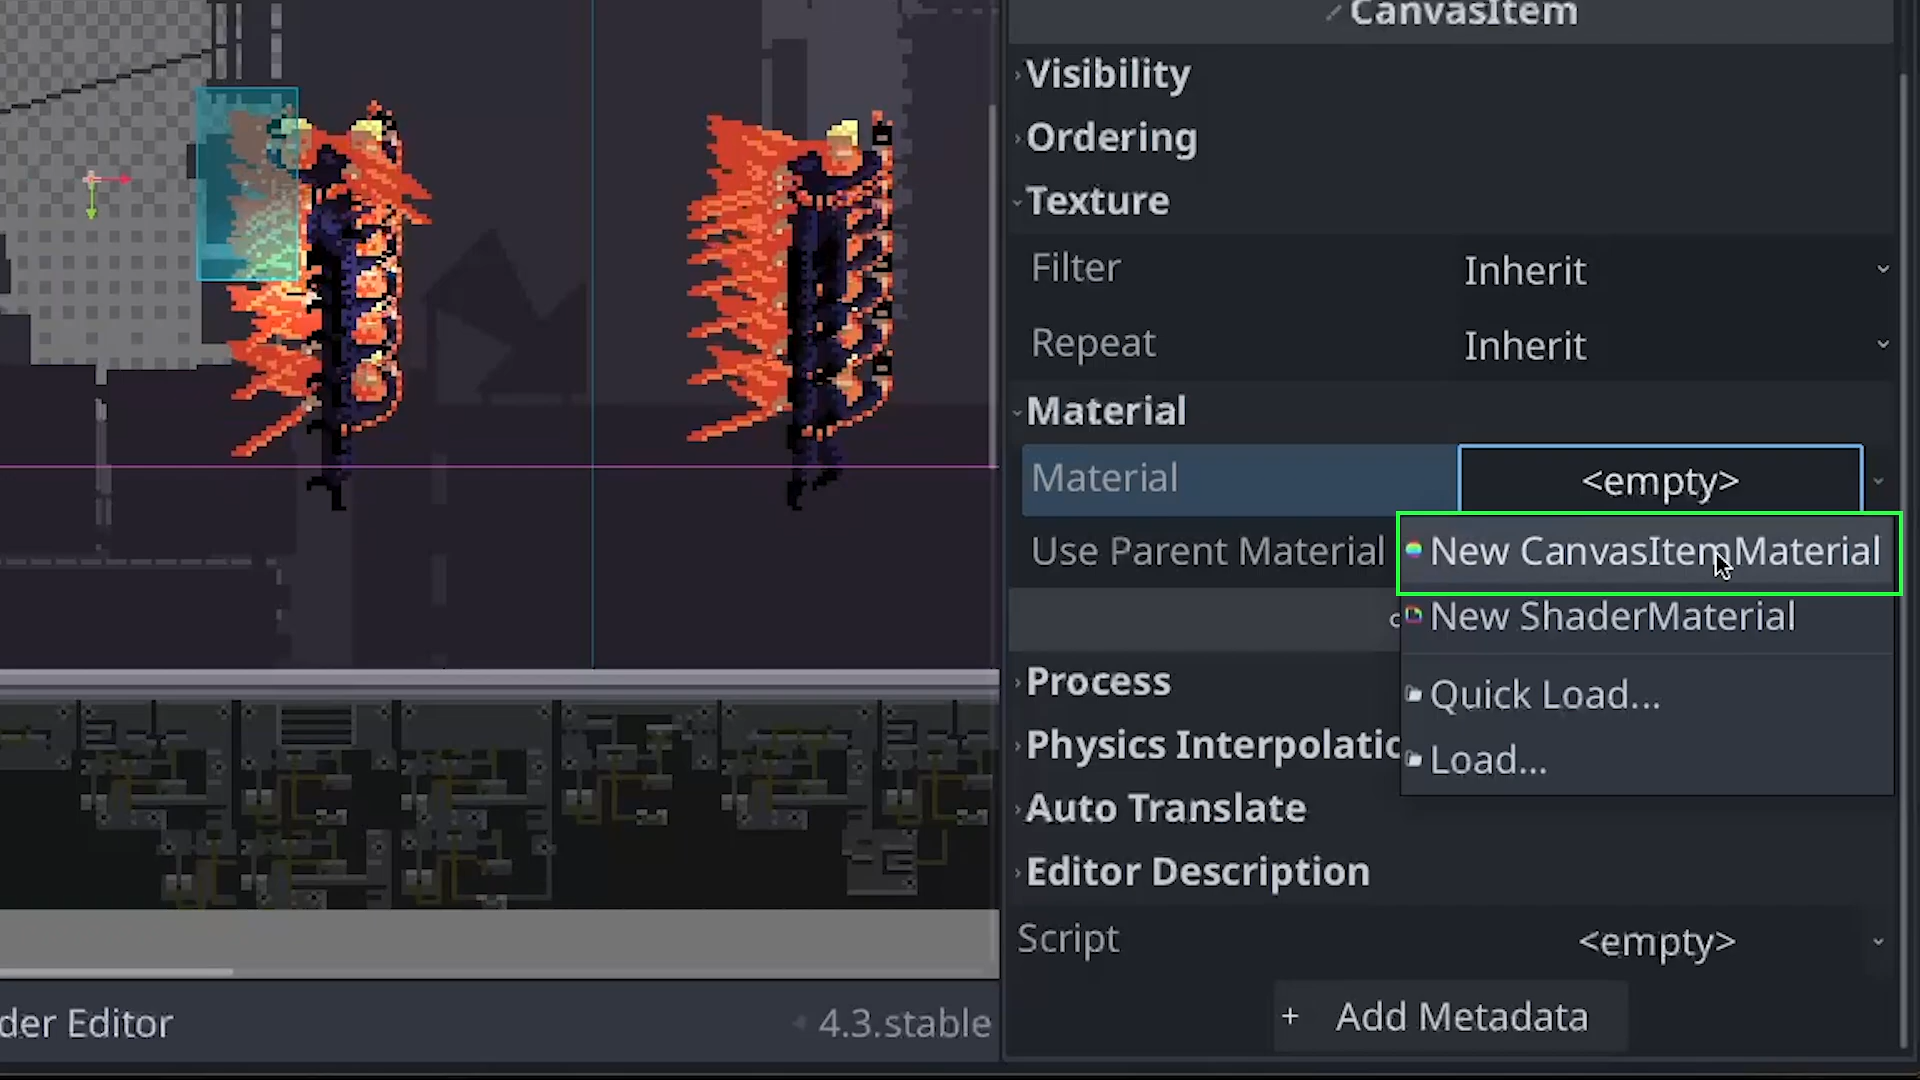 CanvasItem
Visibility
Ordering
Texture
Filter Inherit
Repeat Inherit
Material
Material <empty>
Use Parent Material
New CanvasItemMaterial
New ShaderMaterial
Quick Load...
Load...
Process
Physics Interpolatio
Auto Translate
Editor Description
Script <empty>
+ Add Metadata
der Editor
4.3.stable